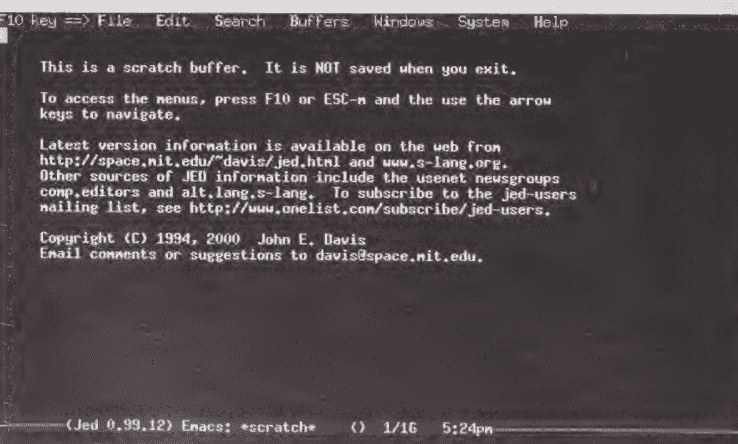 F10 key ==> File Edit Search Buffers Windows System Help
This is a scratch buffer. It is NOT saved when you exit.
To access the menus, press F10 or ESC-m and the use the arrow
keys to navigate.
Latest version information is available on the web from
http://space.mit.edu/~davis/jed.html and www.s-lang.org.
Other sources of JED information include the usenet newsgroups
comp.editors and alt.lang.s-lang. To subscribe to the jed-users
mailing list, see http://www.onelist.com/subscribe/jed-users.
Copyright (C) 1994, 2000 John E. Davis
Email comments or suggestions to davis@space.mit.edu.
(Jed 0.99.12) Emacs: *scratch* () 1/16 5:24pm